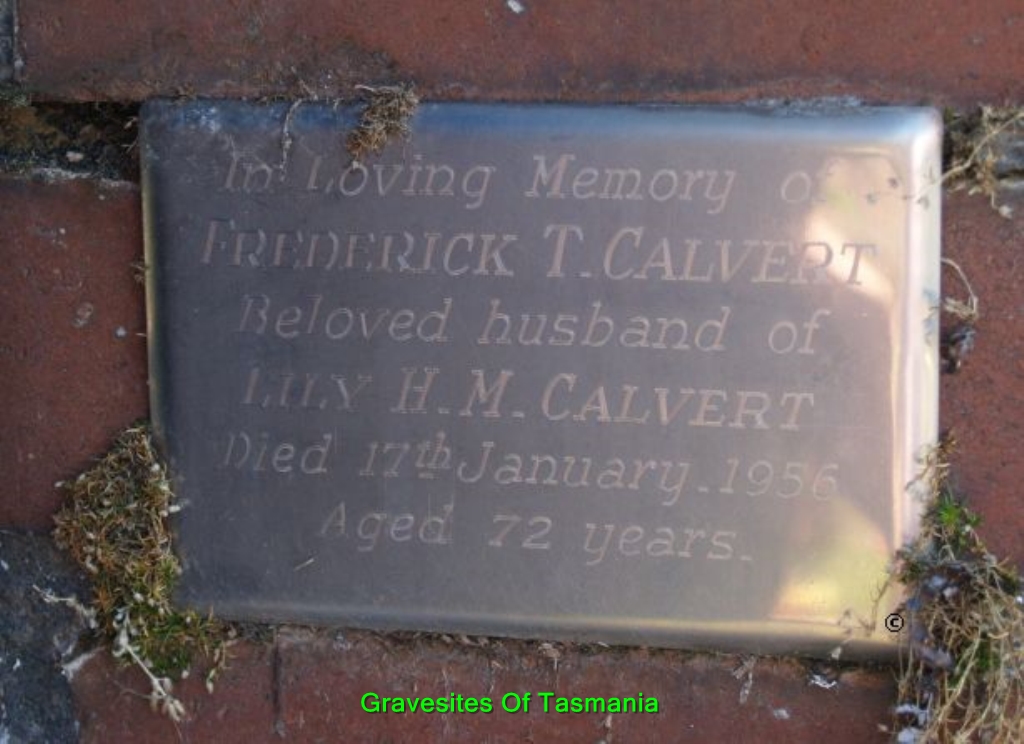 In Loving Memory of
FREDERICK T. CALVERT
Beloved husband of
LILY H. M. CALVERT
Died 17th January. 1956
Aged 72 years.
©
Gravesites Of Tasmania